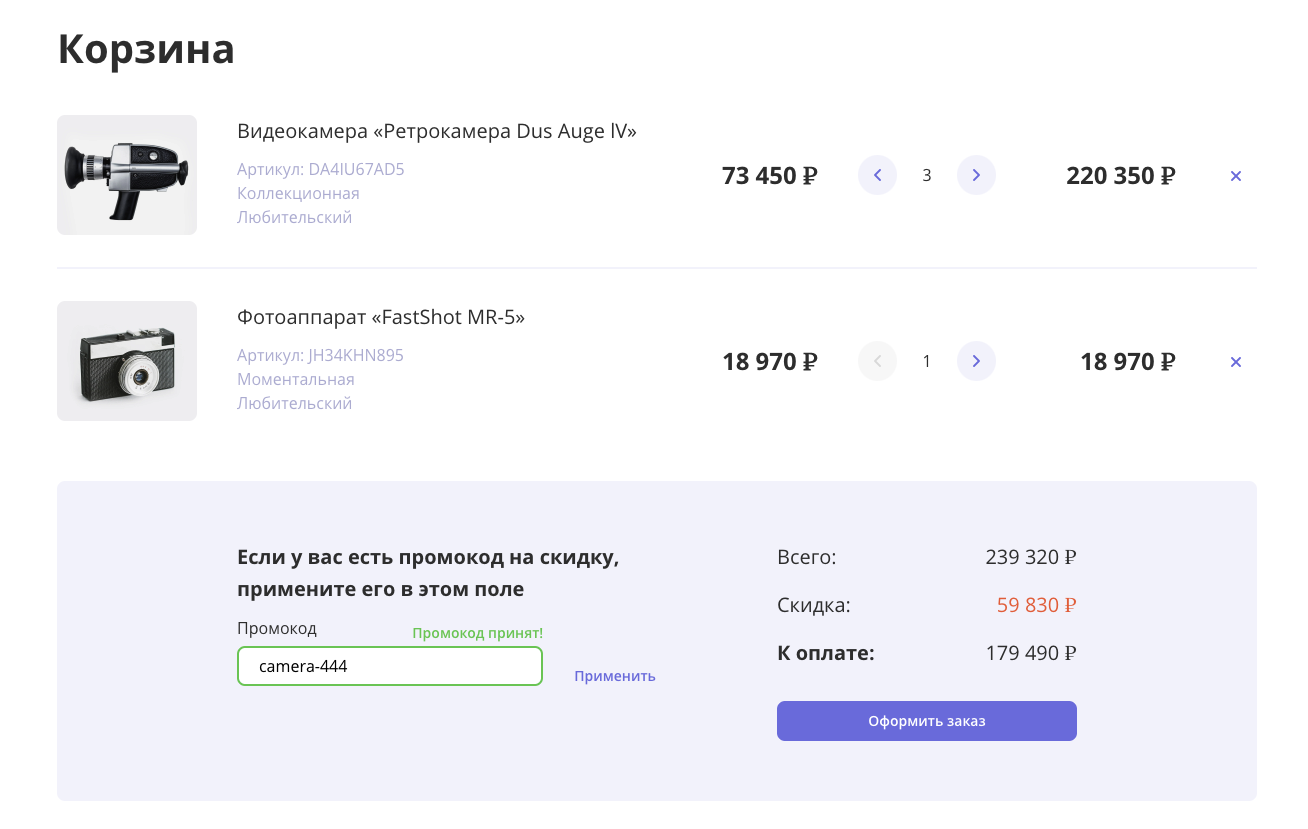 Корзина
Видеокамера «Ретрокамера Dus Auge lV»
Артикул: DA4IU67AD5
Коллекционная
Любительский
73 450 ₽
3
220 350 ₽
Фотоаппарат «FastShot MR-5»
Артикул: JH34KHN895
Моментальная
Любительский
18 970 ₽
1
18 970 ₽
Если у вас есть промокод на скидку,
примените его в этом поле
Промокод
Промокод принят!
camera-444
Применить
Всего: 239 320 ₽
Скидка: 59 830 ₽
К оплате: 179 490 ₽
Оформить заказ